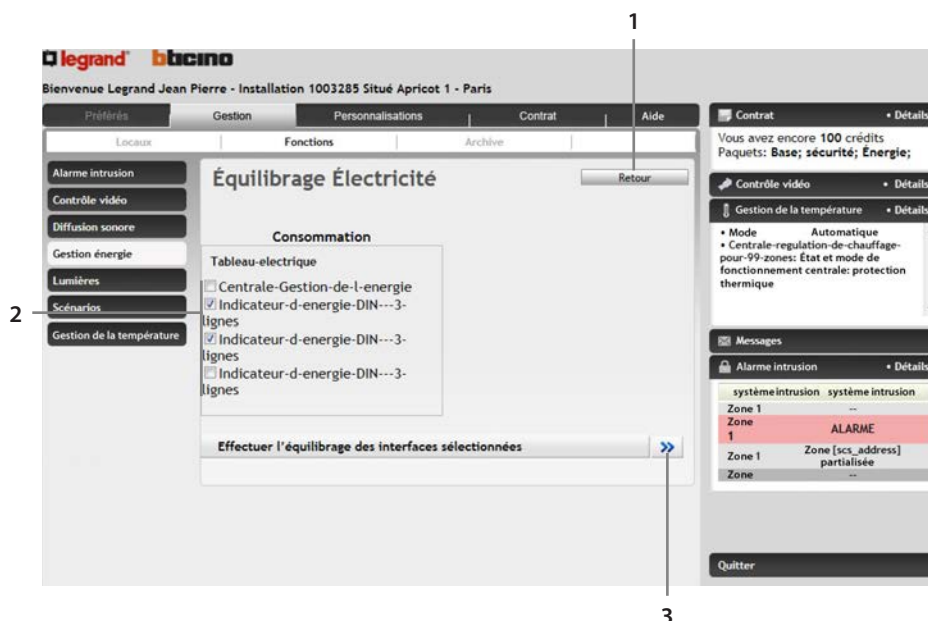 1
legrand bticino
Bienvenue Legrand Jean Pierre - Installation 1003285 Situé Apricot 1 - Paris
Préférés Gestion Personnalisations Contrat Aide
Locaux Fonctions Archive
Alarme intrusion
Contrôle vidéo
Diffusion sonore
Gestion énergie
Lumières
Scénarios
Gestion de la température
Équilibrage Électricité
Retour
Consommation
Tableau-electrique
Centrale-Gestion-de-l-energie
Indicateur-d-energie-DIN---3-
lignes
Indicateur-d-energie-DIN---3-
lignes
Indicateur-d-energie-DIN---3-
lignes
Effectuer l'équilibrage des interfaces sélectionnées
2
3
Contrat • Détails
Vous avez encore 100 crédits
Paquets: Base; sécurité; Énergie;
Contrôle vidéo • Détails
Gestion de la température • Détails
• Mode Automatique
• Centrale-regulation-de-chauffage-
pour-99-zones: État et mode de
fonctionnement centrale: protection
thermique
Messages
Alarme intrusion • Détails
système intrusion système intrusion
Zone 1 --
Zone
1 ALARME
Zone 1 Zone [scs_address]
partialisée
Zone --
Quitter